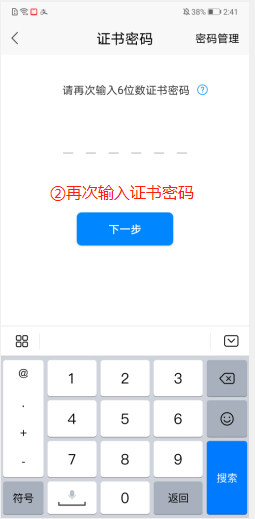 38% 2:41
证书密码 密码管理
请再次输入6位数证书密码 ?
②再次输入证书密码
下一步
@ 1 2 3
. 4 5 6
+
- 7 8 9
搜索
符号 0 返回